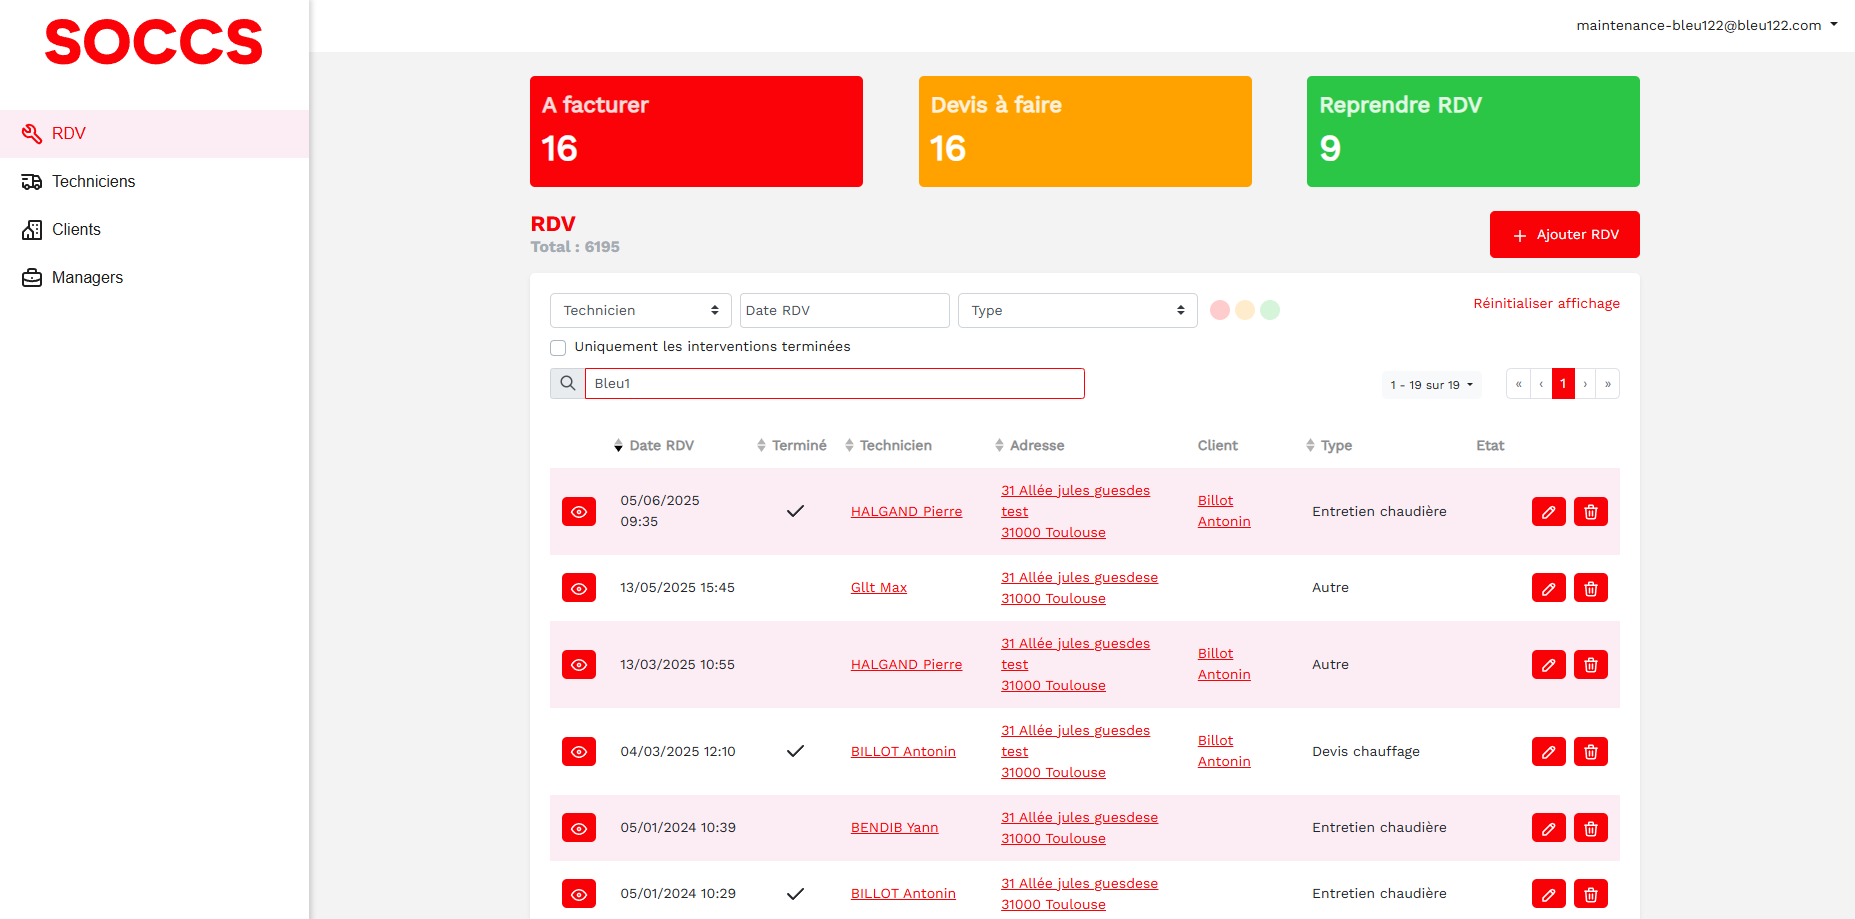 SOCCS
maintenance-bleu122@bleu122.com
RDV
Techniciens
Clients
Managers
A facturer
16
Devis à faire
16
Reprendre RDV
9
RDV
Total : 6195
Ajouter RDV
Technicien
Date RDV
Type
Réinitialiser affichage
Uniquement les interventions terminées
Bleu1
1 - 19 sur 19
« ‹ 1 › »
Date RDV Terminé Technicien Adresse Client Type Etat
05/06/2025
09:35
HALGAND Pierre
31 Allée jules guesdes
test
31000 Toulouse
Billot
Antonin
Entretien chaudière
13/05/2025 15:45
Gllt Max
31 Allée jules guesdese
31000 Toulouse
Autre
13/03/2025 10:55
HALGAND Pierre
31 Allée jules guesdes
test
31000 Toulouse
Billot
Antonin
Autre
04/03/2025 12:10
BILLOT Antonin
31 Allée jules guesdes
test
31000 Toulouse
Billot
Antonin
Devis chauffage
05/01/2024 10:39
BENDIB Yann
31 Allée jules guesdese
31000 Toulouse
Entretien chaudière
05/01/2024 10:29
BILLOT Antonin
31 Allée jules guesdese
31000 Toulouse
Entretien chaudière